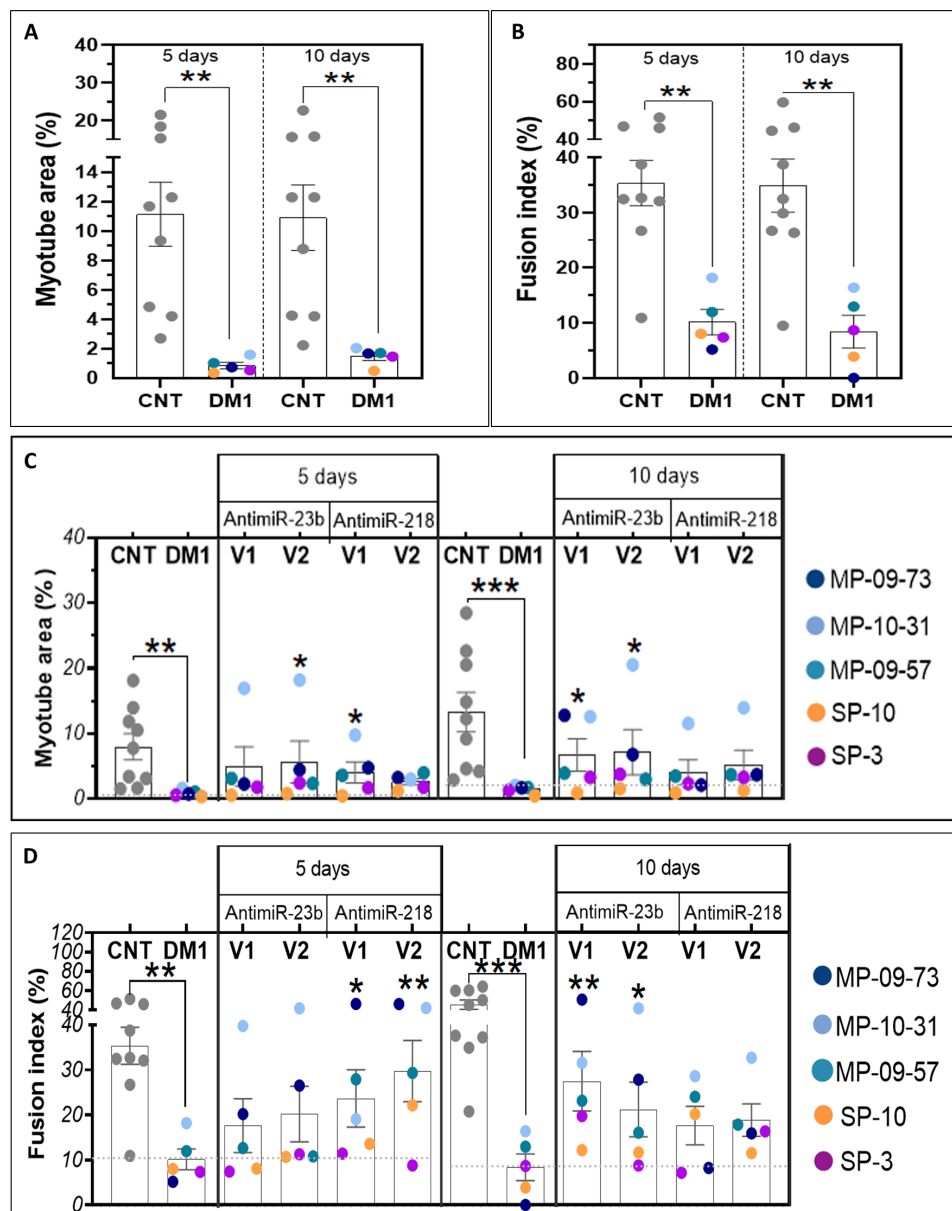 A
5 days
10 days
**
**
Myotube area (%)
40
30
20
14
12
10
8
6
4
2
0
CNT
DM1
CNT
DM1
B
5 days
10 days
**
**
Fusion index (%)
80
60
40
40
30
20
10
0
CNT
DM1
CNT
DM1
C
5 days
10 days
AntimiR-23b
AntimiR-218
AntimiR-23b
AntimiR-218
CNT DM1 V1 V2 V1 V2 CNT DM1 V1 V2 V1 V2
**
*
*
***
*
*
Myotube area (%)
40
30
20
10
0
MP-09-73
MP-10-31
MP-09-57
SP-10
SP-3
D
5 days
10 days
AntimiR-23b
AntimiR-218
AntimiR-23b
AntimiR-218
CNT DM1 V1 V2 V1 V2 CNT DM1 V1 V2 V1 V2
**
*
**
***
**
*
Fusion index (%)
120
100
80
60
40
40
30
20
10
0
MP-09-73
MP-10-31
MP-09-57
SP-10
SP-3